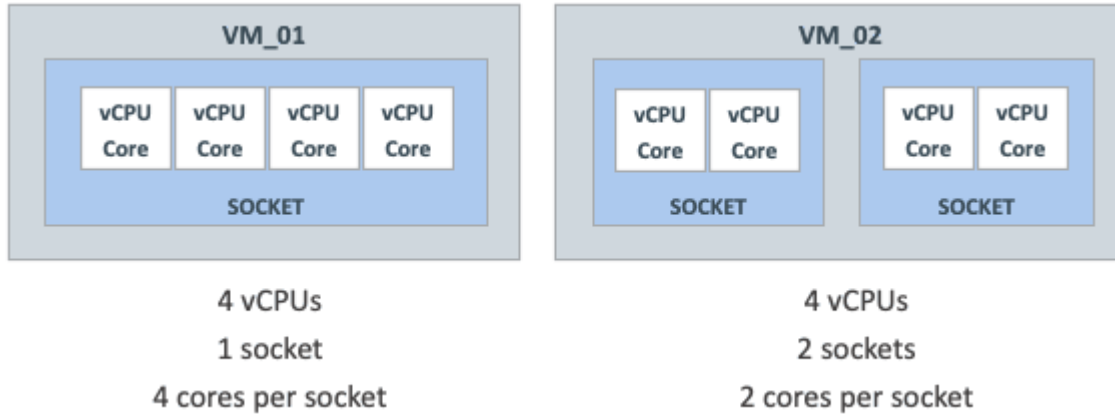 VM_01
vCPU Core
vCPU Core
vCPU Core
vCPU Core
SOCKET
4 vCPUs
1 socket
4 cores per socket
VM_02
vCPU Core
vCPU Core
SOCKET
vCPU Core
vCPU Core
SOCKET
4 vCPUs
2 sockets
2 cores per socket